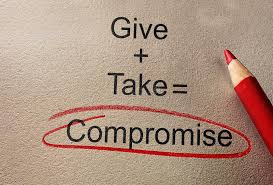 Give
+
Take =
Compromise